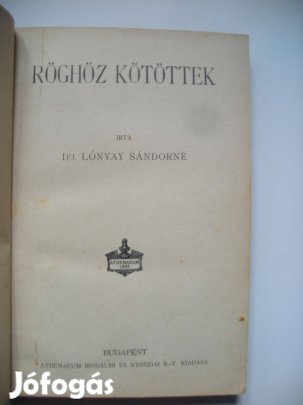 RÖGHÖZ KÖTÖTTEK
IRTA
IFJ. LÓNYAY SÁNDORNÉ
ATHENAEUM
BUDAPEST
ATHENAEUM IRODALMI ÉS NYOMDAI R.-T. KIADÁSA
Jófogás